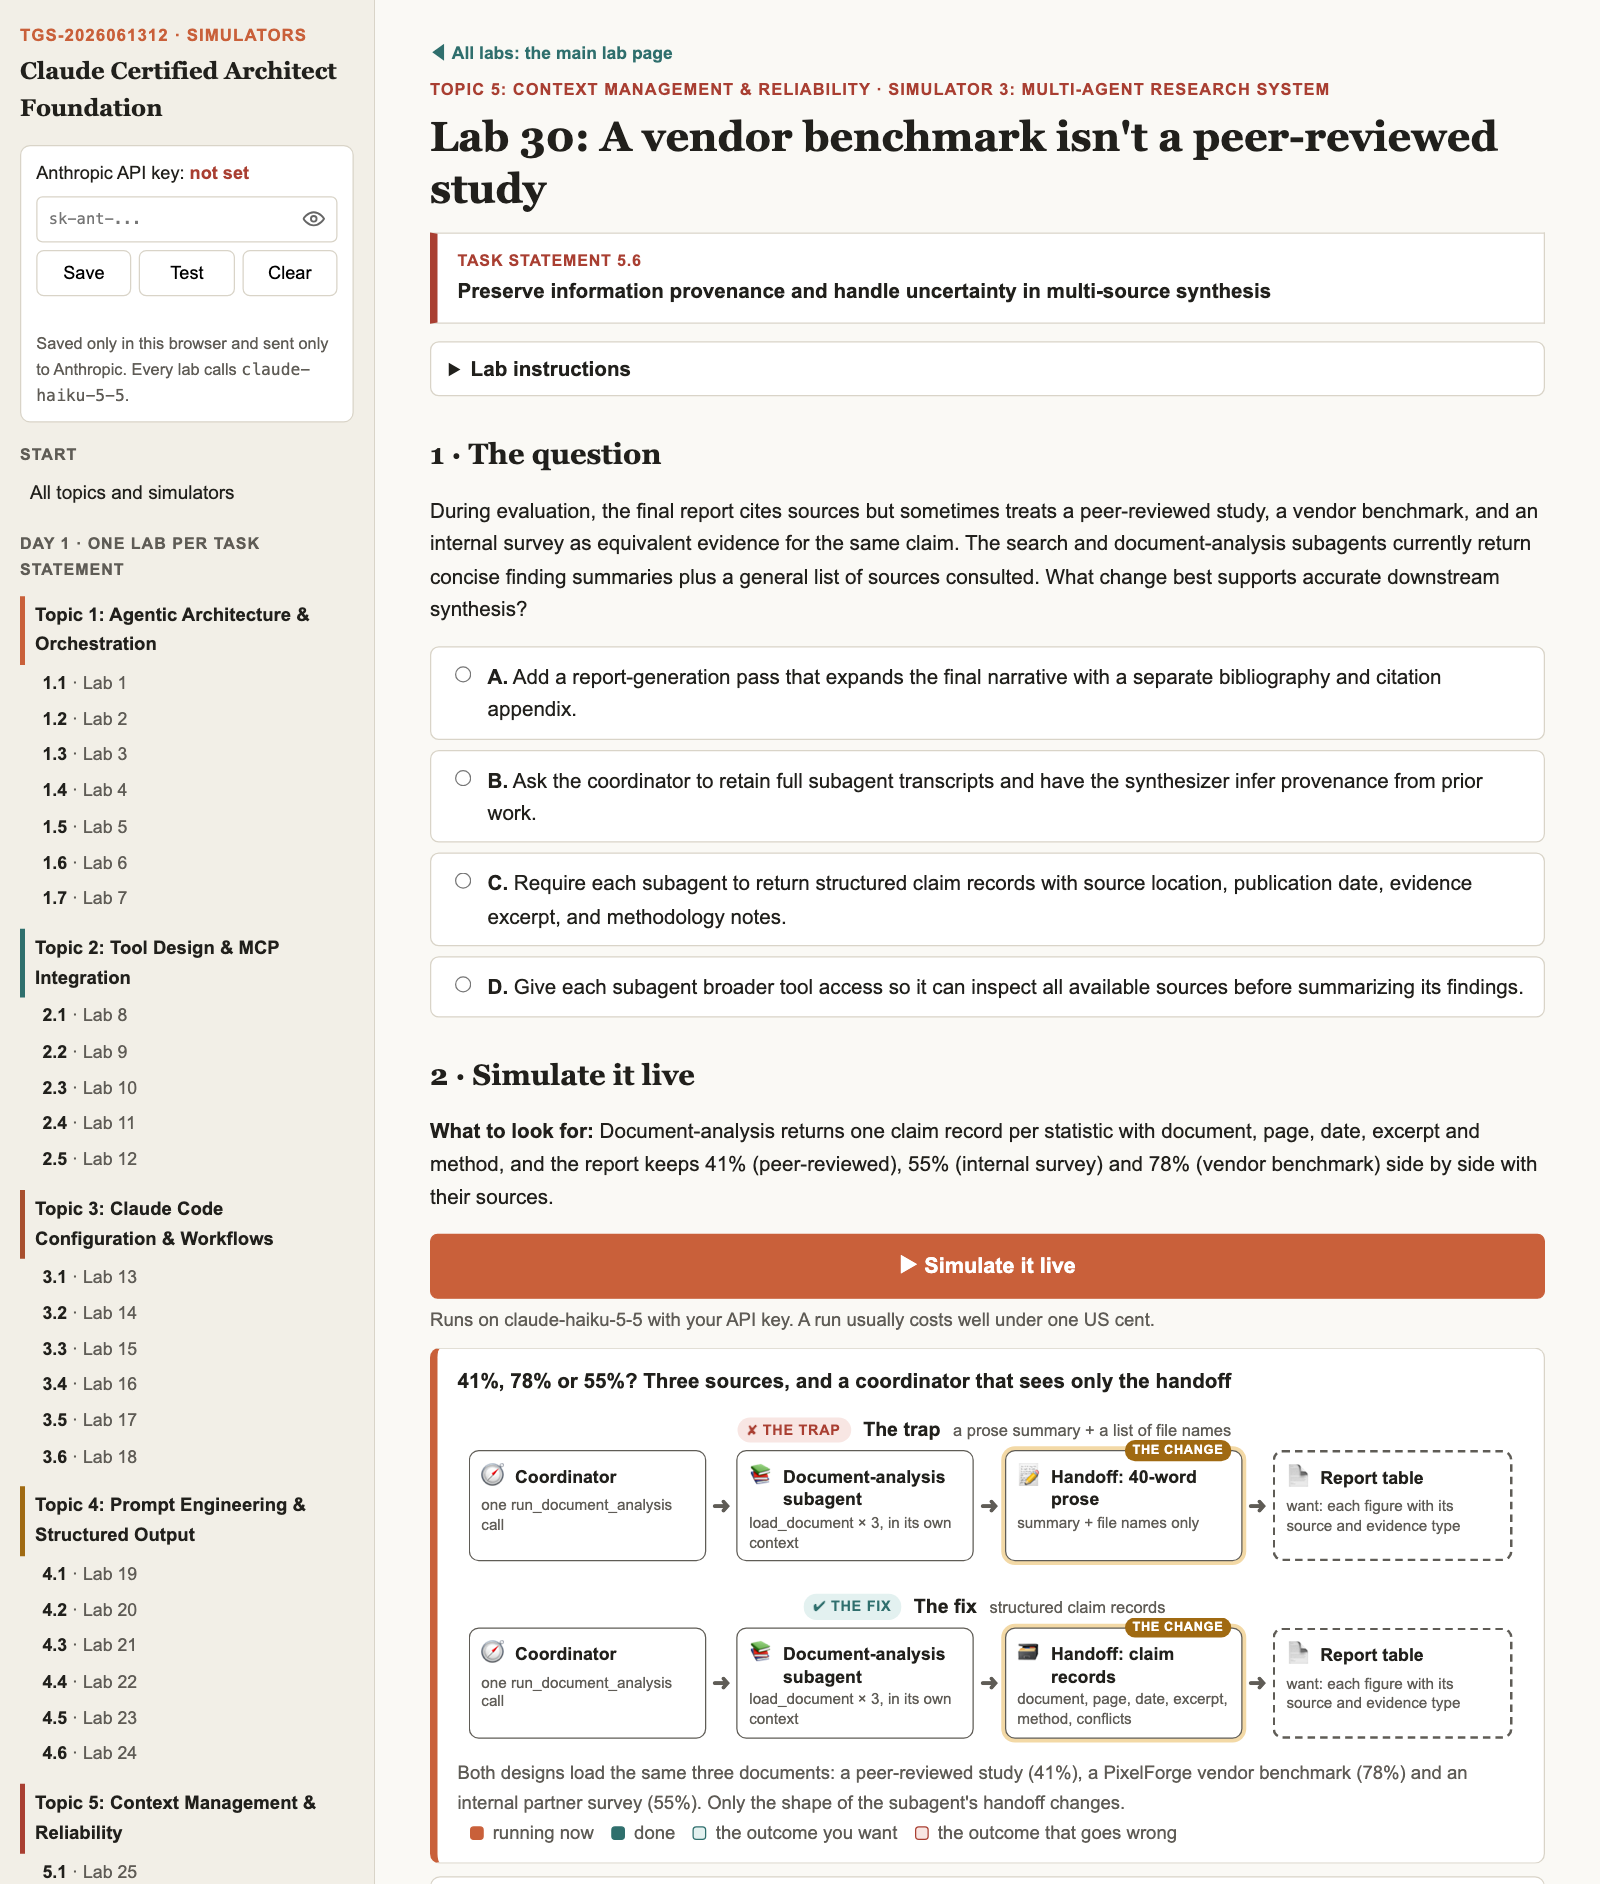 TGS-2026061312 · SIMULATORS
Claude Certified Architect
Foundation
Anthropic API key: not set
sk-ant-...
Save
Test
Clear
Saved only in this browser and sent only
to Anthropic. Every lab calls claude-
haiku-5-5.
START
All topics and simulators
DAY 1 · ONE LAB PER TASK
STATEMENT
Topic 1: Agentic Architecture &
Orchestration
1.1 · Lab 1
1.2 · Lab 2
1.3 · Lab 3
1.4 · Lab 4
1.5 · Lab 5
1.6 · Lab 6
1.7 · Lab 7
Topic 2: Tool Design & MCP
Integration
2.1 · Lab 8
2.2 · Lab 9
2.3 · Lab 10
2.4 · Lab 11
2.5 · Lab 12
Topic 3: Claude Code
Configuration & Workflows
3.1 · Lab 13
3.2 · Lab 14
3.3 · Lab 15
3.4 · Lab 16
3.5 · Lab 17
3.6 · Lab 18
Topic 4: Prompt Engineering &
Structured Output
4.1 · Lab 19
4.2 · Lab 20
4.3 · Lab 21
4.4 · Lab 22
4.5 · Lab 23
4.6 · Lab 24
Topic 5: Context Management &
Reliability
5.1 · Lab 25
◀ All labs: the main lab page
TOPIC 5: CONTEXT MANAGEMENT & RELIABILITY · SIMULATOR 3: MULTI-AGENT RESEARCH SYSTEM
Lab 30: A vendor benchmark isn't a peer-reviewed
study
TASK STATEMENT 5.6
Preserve information provenance and handle uncertainty in multi-source synthesis
▶ Lab instructions
1 · The question
During evaluation, the final report cites sources but sometimes treats a peer-reviewed study, a vendor benchmark, and an
internal survey as equivalent evidence for the same claim. The search and document-analysis subagents currently return
concise finding summaries plus a general list of sources consulted. What change best supports accurate downstream
synthesis?
A. Add a report-generation pass that expands the final narrative with a separate bibliography and citation
appendix.
B. Ask the coordinator to retain full subagent transcripts and have the synthesizer infer provenance from prior
work.
C. Require each subagent to return structured claim records with source location, publication date, evidence
excerpt, and methodology notes.
D. Give each subagent broader tool access so it can inspect all available sources before summarizing its findings.
2 · Simulate it live
What to look for: Document-analysis returns one claim record per statistic with document, page, date, excerpt and
method, and the report keeps 41% (peer-reviewed), 55% (internal survey) and 78% (vendor benchmark) side by side with
their sources.
▶ Simulate it live
Runs on claude-haiku-5-5 with your API key. A run usually costs well under one US cent.
41%, 78% or 55%? Three sources, and a coordinator that sees only the handoff
✘ THE TRAP The trap a prose summary + a list of file names
Coordinator
one run_document_analysis
call
➜
Document-analysis
subagent
load_document × 3, in its own
context
➜
THE CHANGE
Handoff: 40-word
prose
summary + file names only
➜
Report table
want: each figure with its
source and evidence type
✔ THE FIX The fix structured claim records
Coordinator
one run_document_analysis
call
➜
Document-analysis
subagent
load_document × 3, in its own
context
➜
THE CHANGE
Handoff: claim
records
document, page, date, excerpt,
method, conflicts
➜
Report table
want: each figure with its
source and evidence type
Both designs load the same three documents: a peer-reviewed study (41%), a PixelForge vendor benchmark (78%) and an
internal partner survey (55%). Only the shape of the subagent's handoff changes.
running now done the outcome you want the outcome that goes wrong